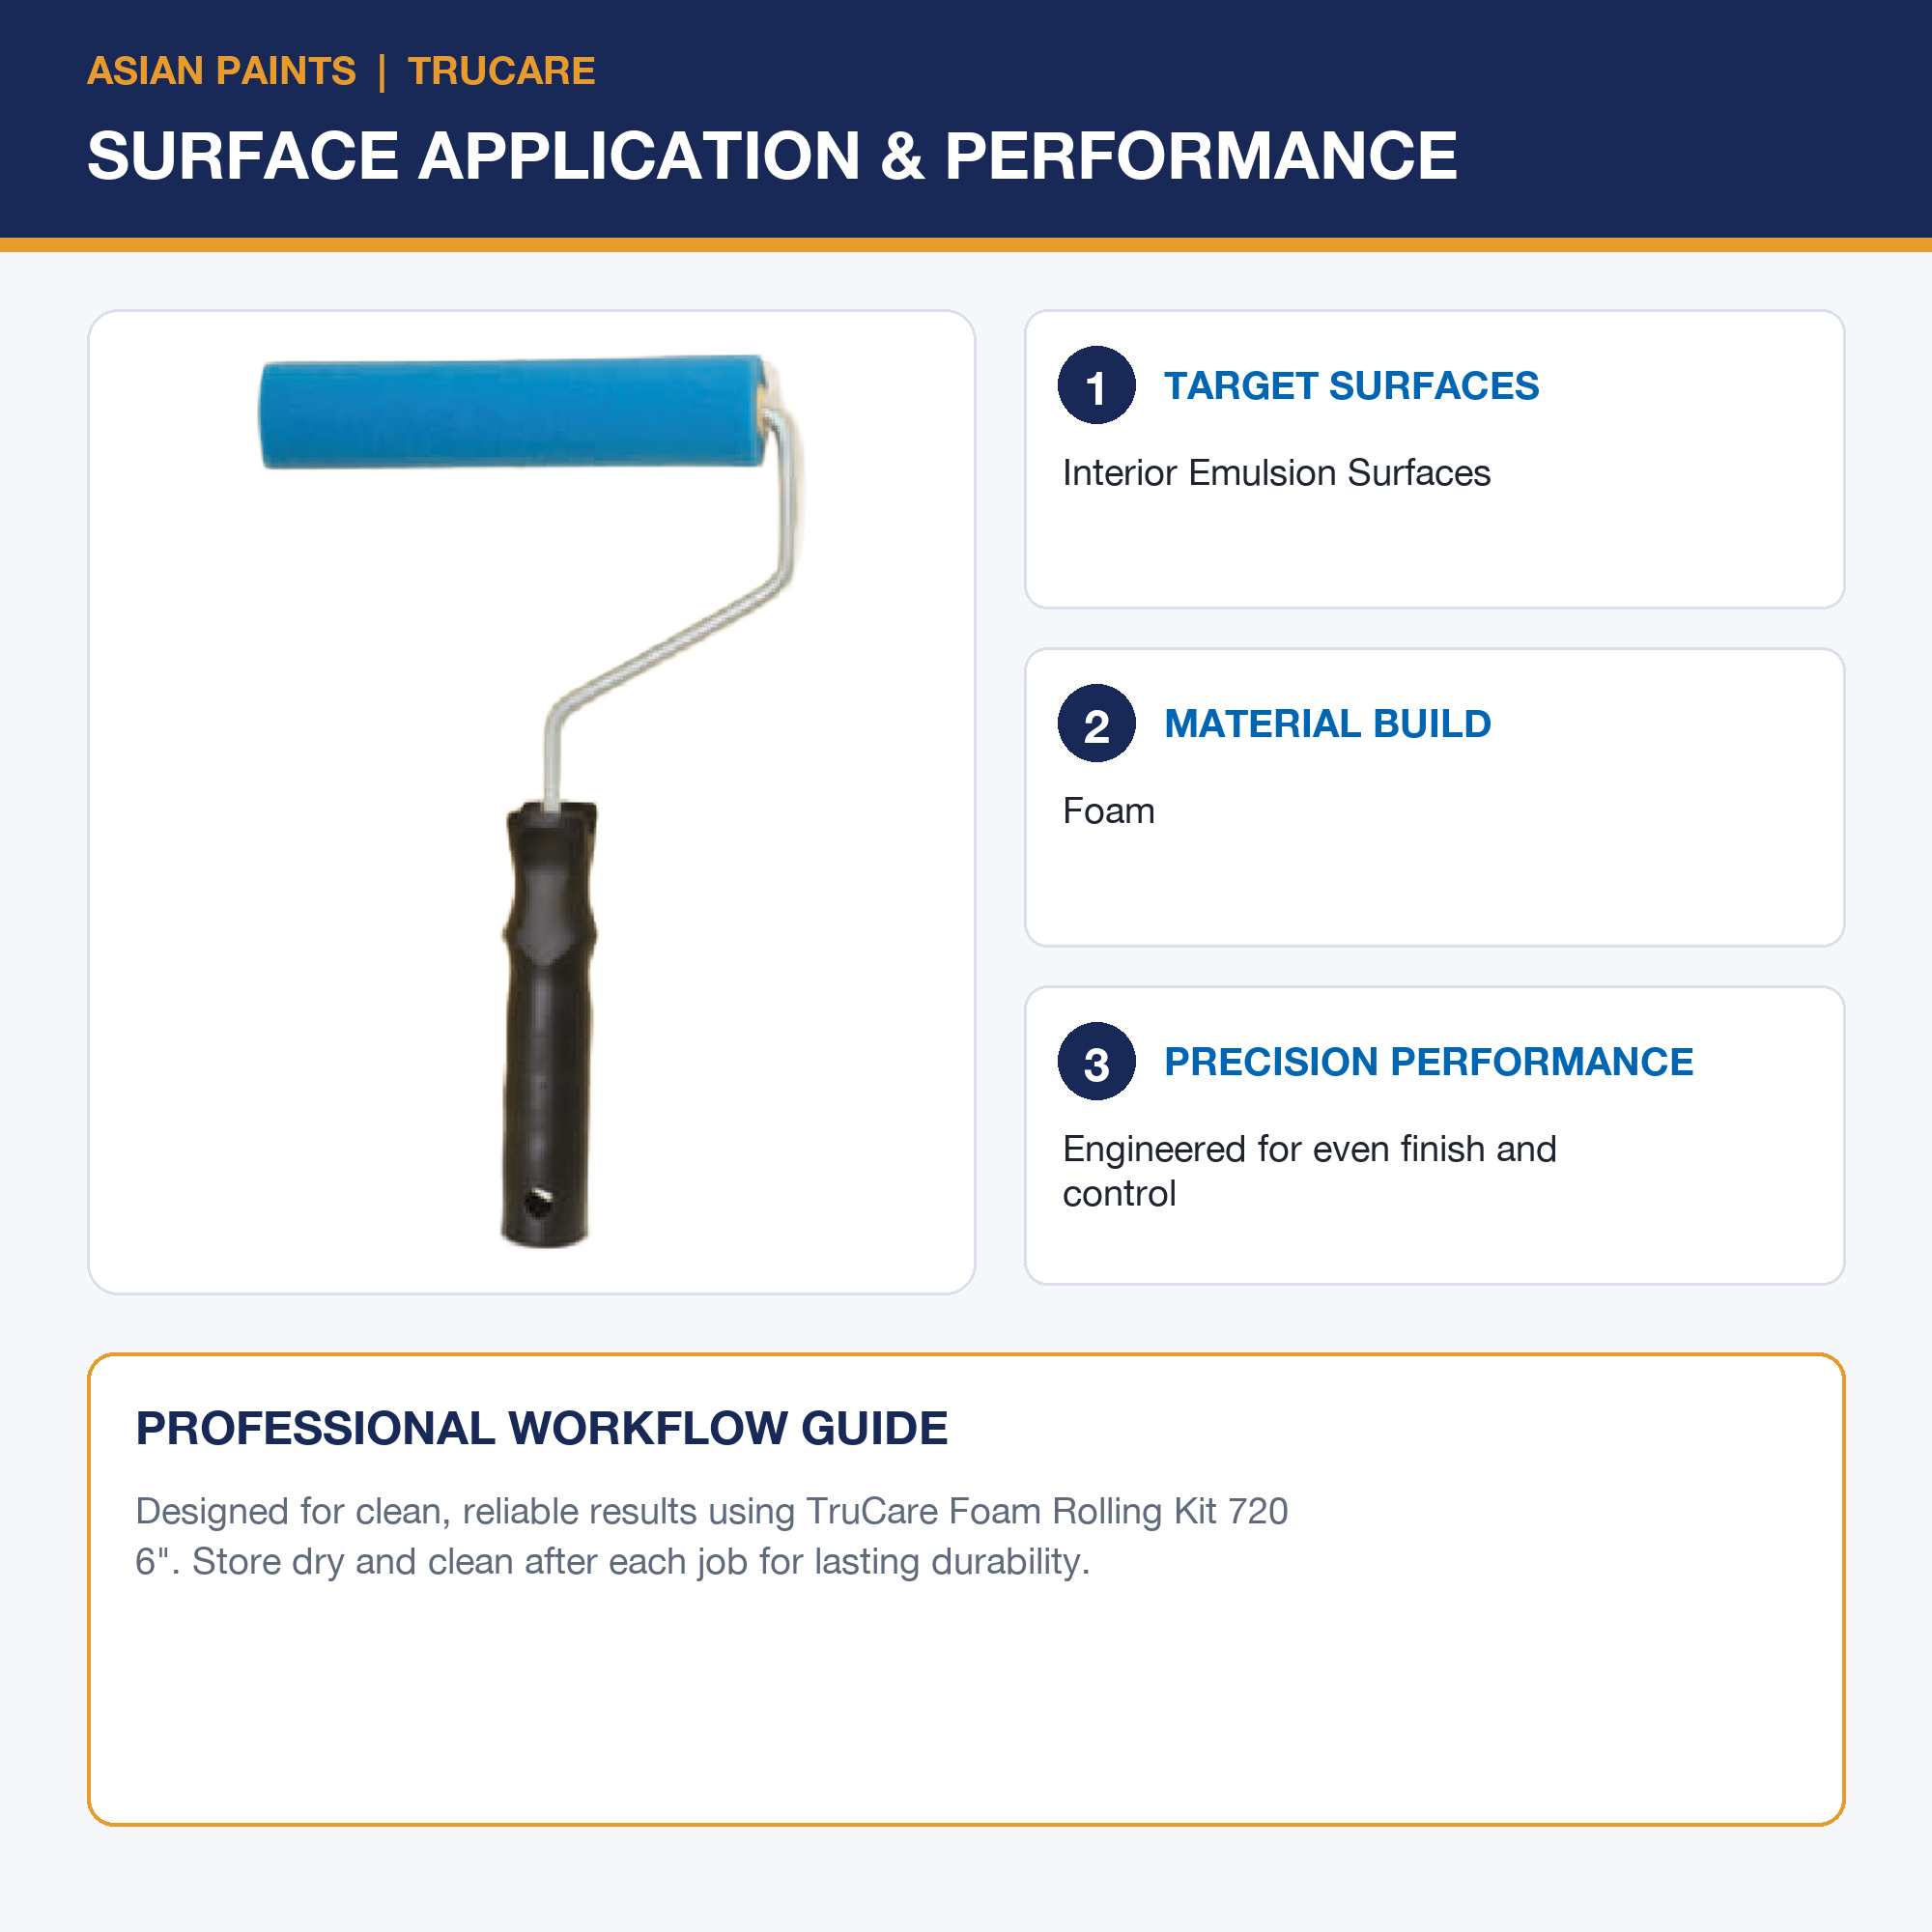 ASIAN PAINTS | TRUCARE
SURFACE APPLICATION & PERFORMANCE
1 TARGET SURFACES
Interior Emulsion Surfaces
2 MATERIAL BUILD
Foam
3 PRECISION PERFORMANCE
Engineered for even finish and
control
PROFESSIONAL WORKFLOW GUIDE
Designed for clean, reliable results using TruCare Foam Rolling Kit 720
6". Store dry and clean after each job for lasting durability.